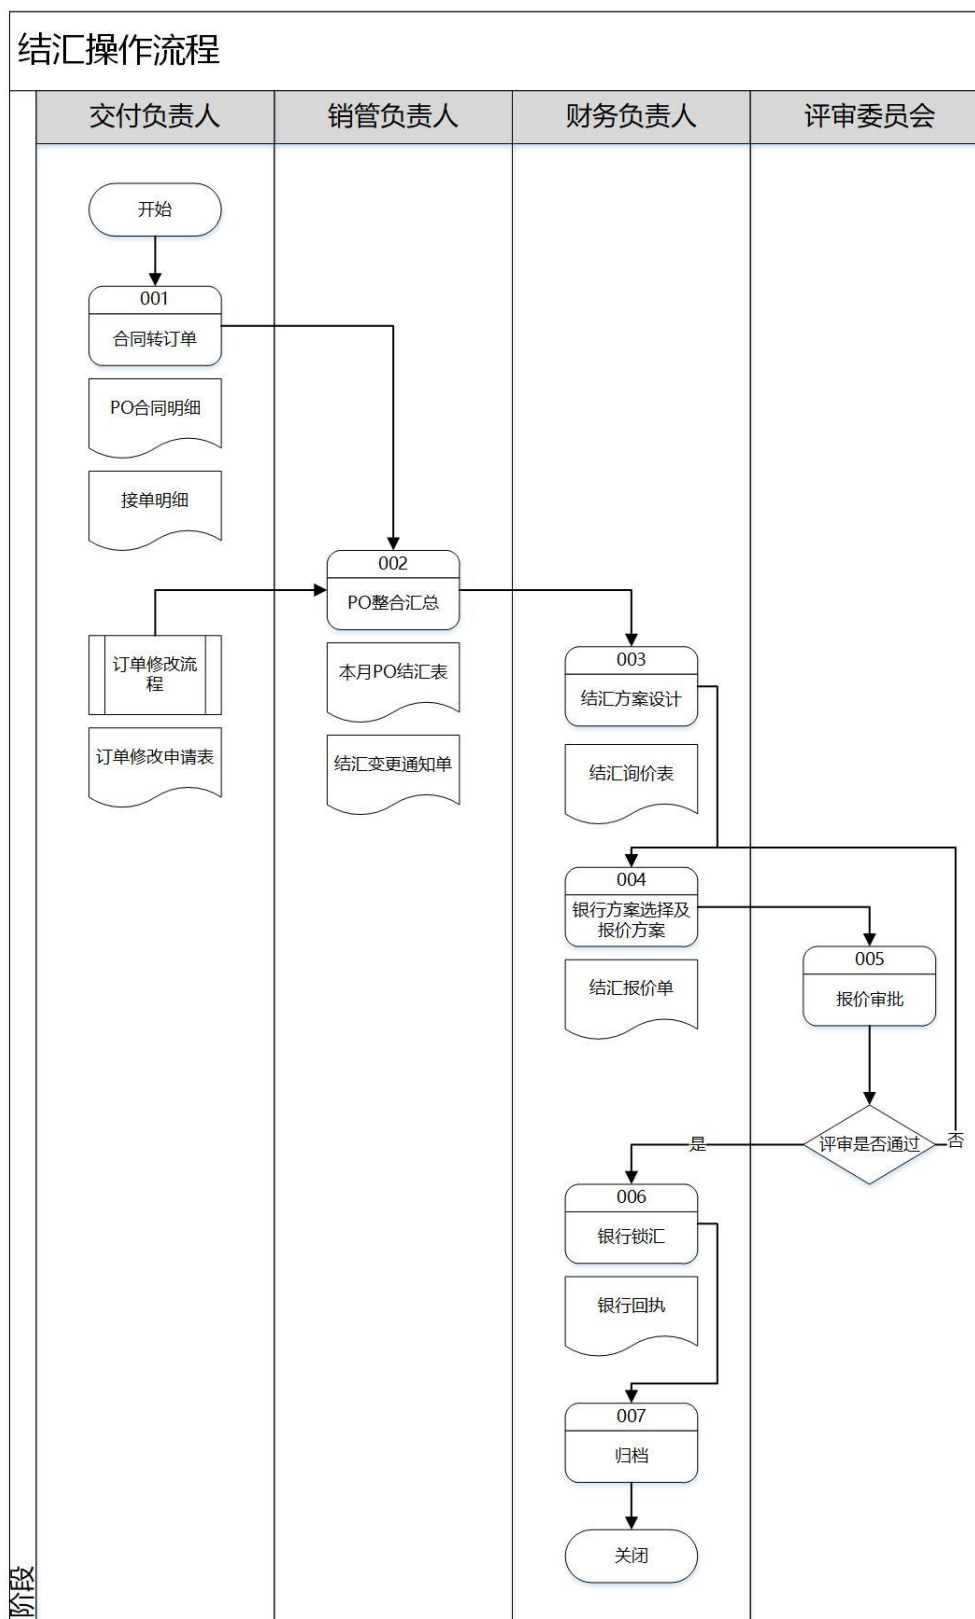 结汇操作流程
交付负责人
销管负责人
财务负责人
评审委员会
开始
001
合同转订单
PO合同明细
接单明细
002
PO整合汇总
订单修改流
程
003
本月PO结汇表
结汇方案设计
订单修改申请表
结汇变更通知单
结汇询价表
004
银行方案选择及
报价方案
005
结汇报价单
报价审批
评审是否通过
是
否
006
银行锁汇
银行回执
007
归档
关闭
阶段